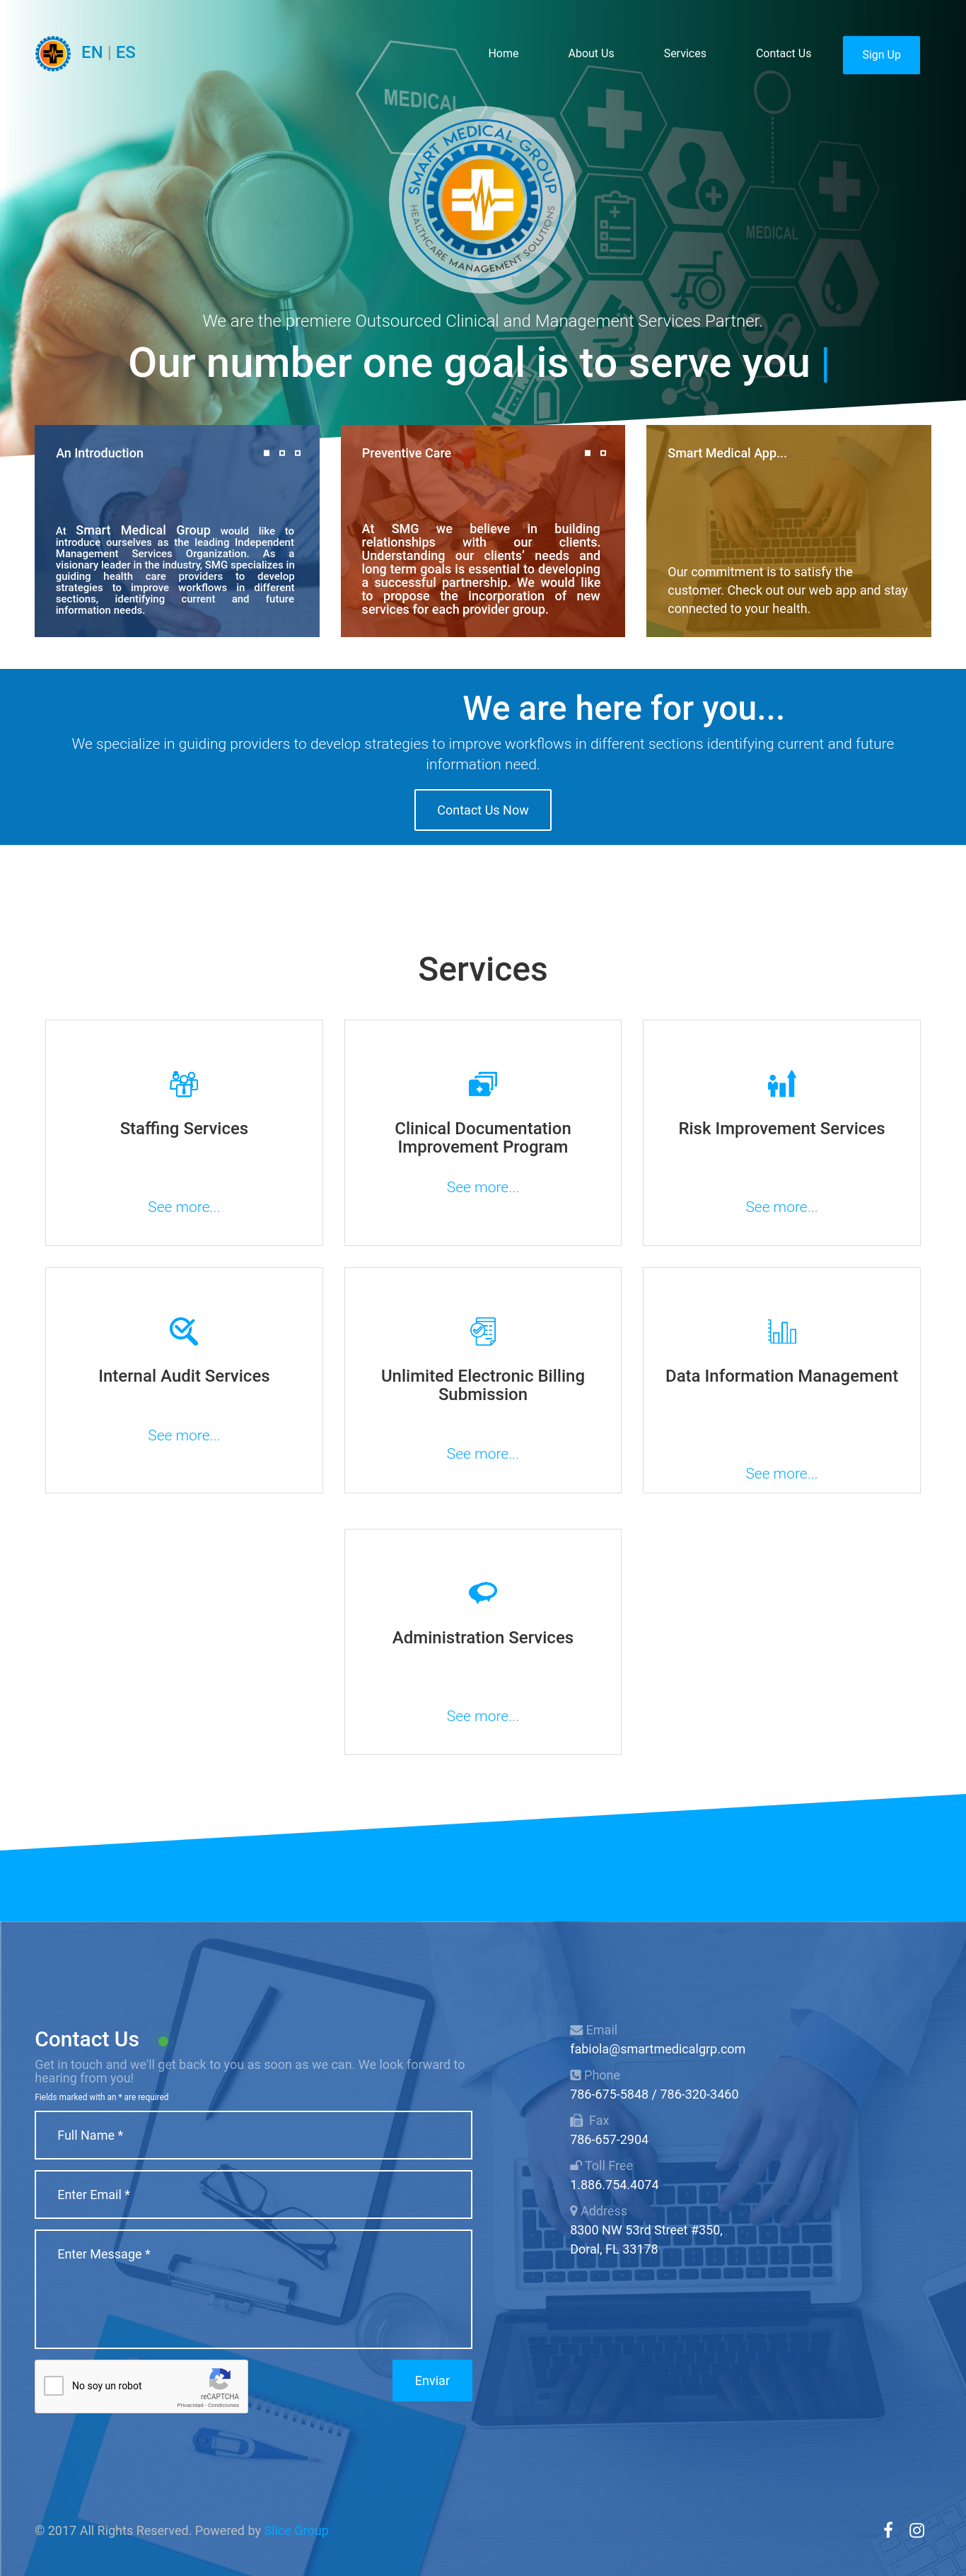 EN | ES
Home
About Us
Services
Contact Us
Sign Up
MEDICAL
SMART MEDICAL GROUP
HEALTHCARE MANAGEMENT SOLUTIONS
MEDICAL
We are the premiere Outsourced Clinical and Management Services Partner.
Our number one goal is to serve you |
An Introduction
At Smart Medical Group would like to
introduce ourselves as the leading Independent
Management Services Organization. As a
visionary leader in the industry, SMG specializes in
guiding health care providers to develop
strategies to improve workflows in different
sections, identifying current and future
information needs.
Preventive Care
At SMG we believe in building
relationships with our clients.
Understanding our clients' needs and
long term goals is essential to developing
a successful partnership. We would like
to propose the incorporation of new
services for each provider group.
Smart Medical App...
Our commitment is to satisfy the
customer. Check out our web app and stay
connected to your health.
We are here for you...
We specialize in guiding providers to develop strategies to improve workflows in different sections identifying current and future
information need.
Contact Us Now
Services
Staffing Services
See more...
Clinical Documentation
Improvement Program
See more...
Risk Improvement Services
See more...
Internal Audit Services
See more...
Unlimited Electronic Billing
Submission
See more...
Data Information Management
See more...
Administration Services
See more...
Contact Us
Get in touch and we'll get back to you as soon as we can. We look forward to
hearing from you!
Fields marked with an * are required
Full Name *
Enter Email *
Enter Message *
No soy un robot
reCAPTCHA
Privacidad - Condiciones
Enviar
Email
fabiola@smartmedicalgrp.com
Phone
786-675-5848 / 786-320-3460
Fax
786-657-2904
Toll Free
1.886.754.4074
Address
8300 NW 53rd Street #350,
Doral, FL 33178
© 2017 All Rights Reserved. Powered by Slice Group